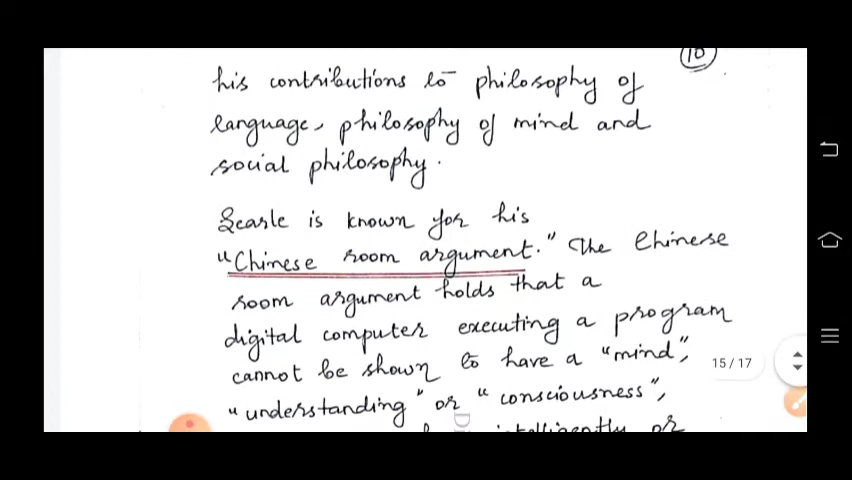 10
his contributions to philosophy of
language, philosophy of mind and
social philosophy.
Searle is known for his
"Chinese room argument." The Chinese
room argument holds that a
digital computer executing a program
cannot be shown to have a "mind",
15 / 17
"understanding" or "consciousness",
intelligently or